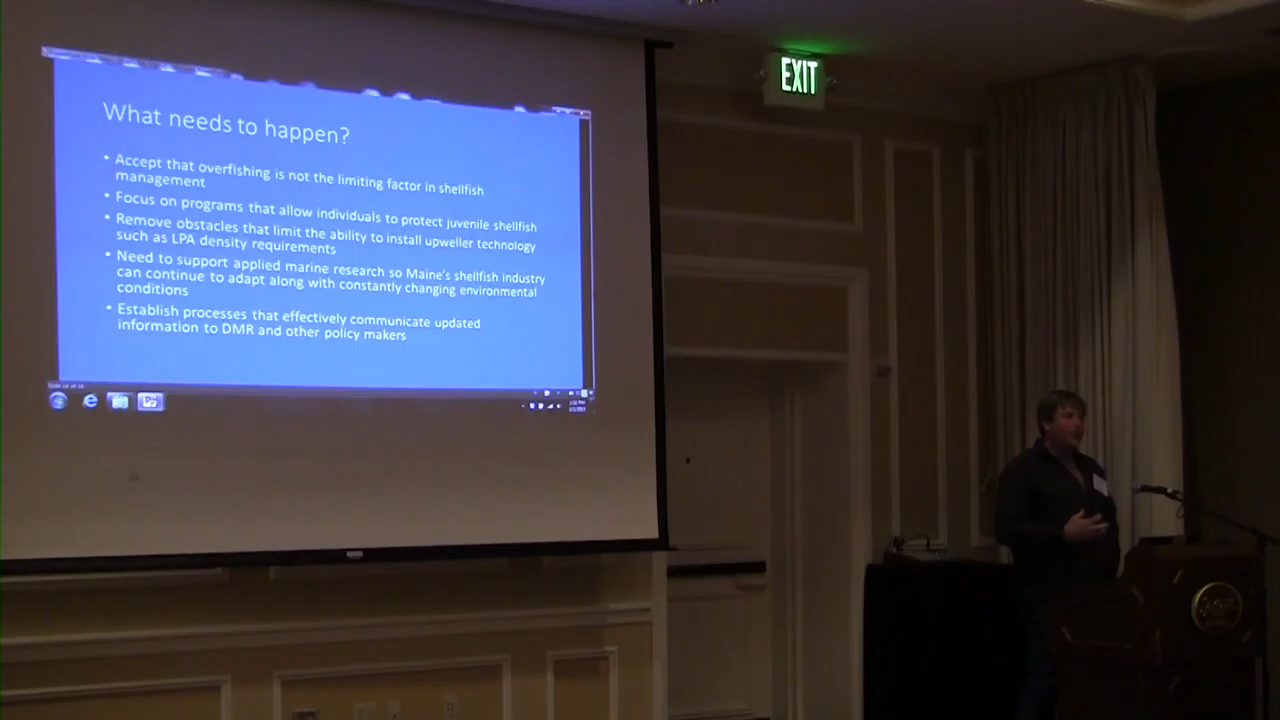 What needs to happen?
• Accept that overfishing is not the limiting factor in shellfish
management
• Focus on programs that allow individuals to protect juvenile shellfish
• Remove obstacles that limit the ability to install upweller technology
such as LPA density requirements
• Need to support applied marine research so Maine's shellfish industry
can continue to adapt along with constantly changing environmental
conditions
• Establish processes that effectively communicate updated
information to DMR and other policy makers
EXIT